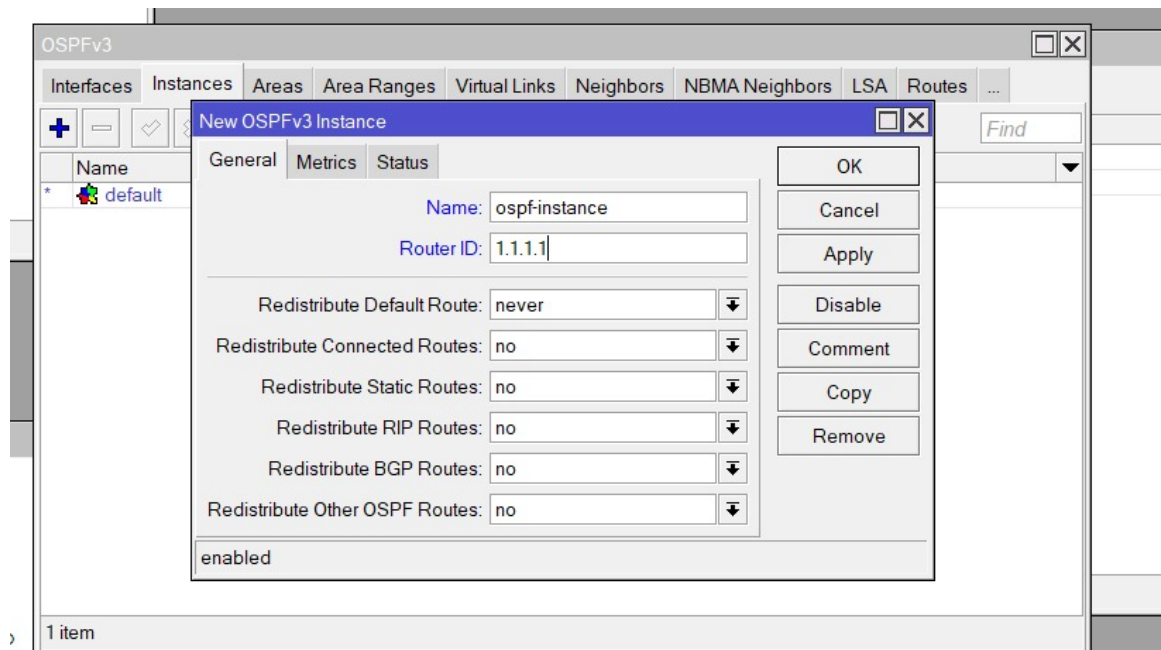 OSPFv3
Interfaces Instances Areas Area Ranges Virtual Links Neighbors NBMA Neighbors LSA Routes ...
Find
Name
* default
New OSPFv3 Instance
General Metrics Status
Name: ospf-instance
Router ID: 1.1.1.1
Redistribute Default Route: never
Redistribute Connected Routes: no
Redistribute Static Routes: no
Redistribute RIP Routes: no
Redistribute BGP Routes: no
Redistribute Other OSPF Routes: no
OK
Cancel
Apply
Disable
Comment
Copy
Remove
enabled
1 item